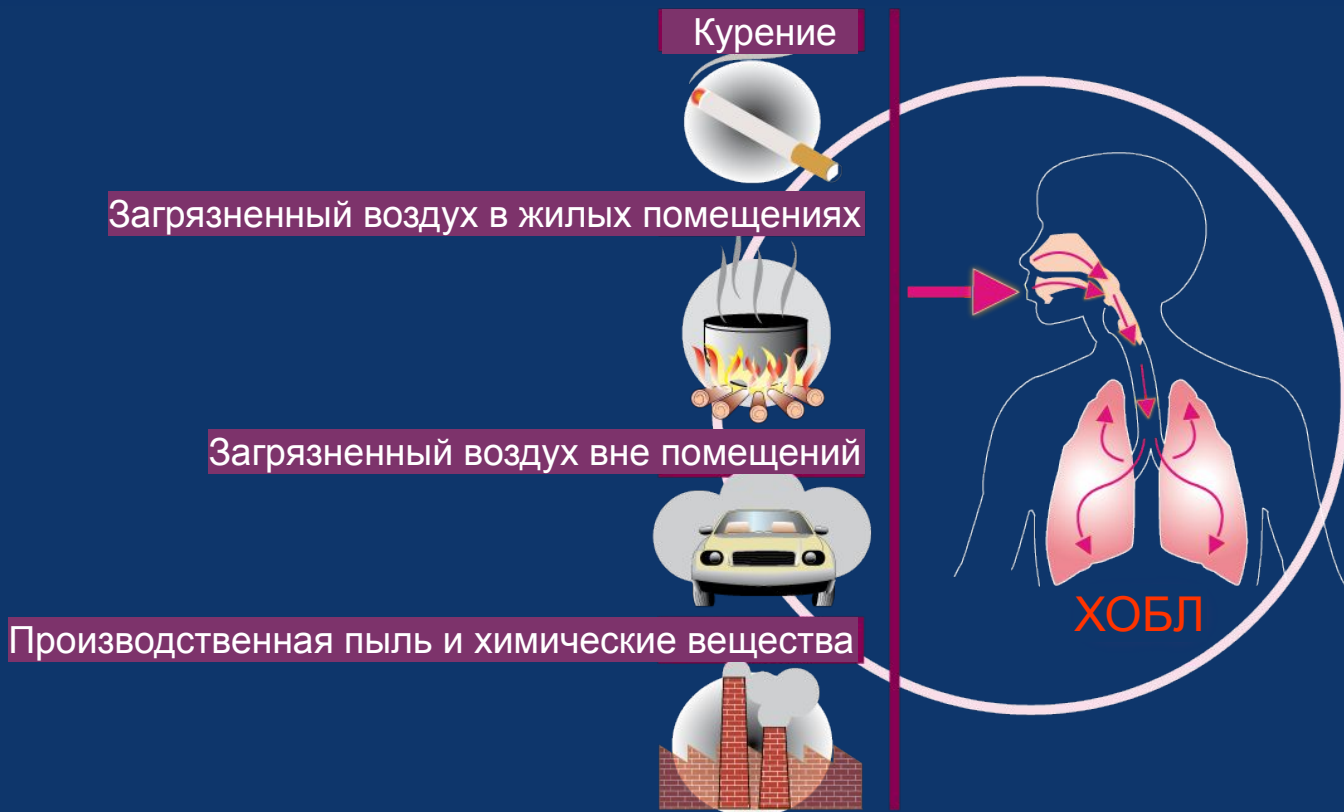 Курение
Загрязненный воздух в жилых помещениях
Загрязненный воздух вне помещений
Производственная пыль и химические вещества
ХОБЛ